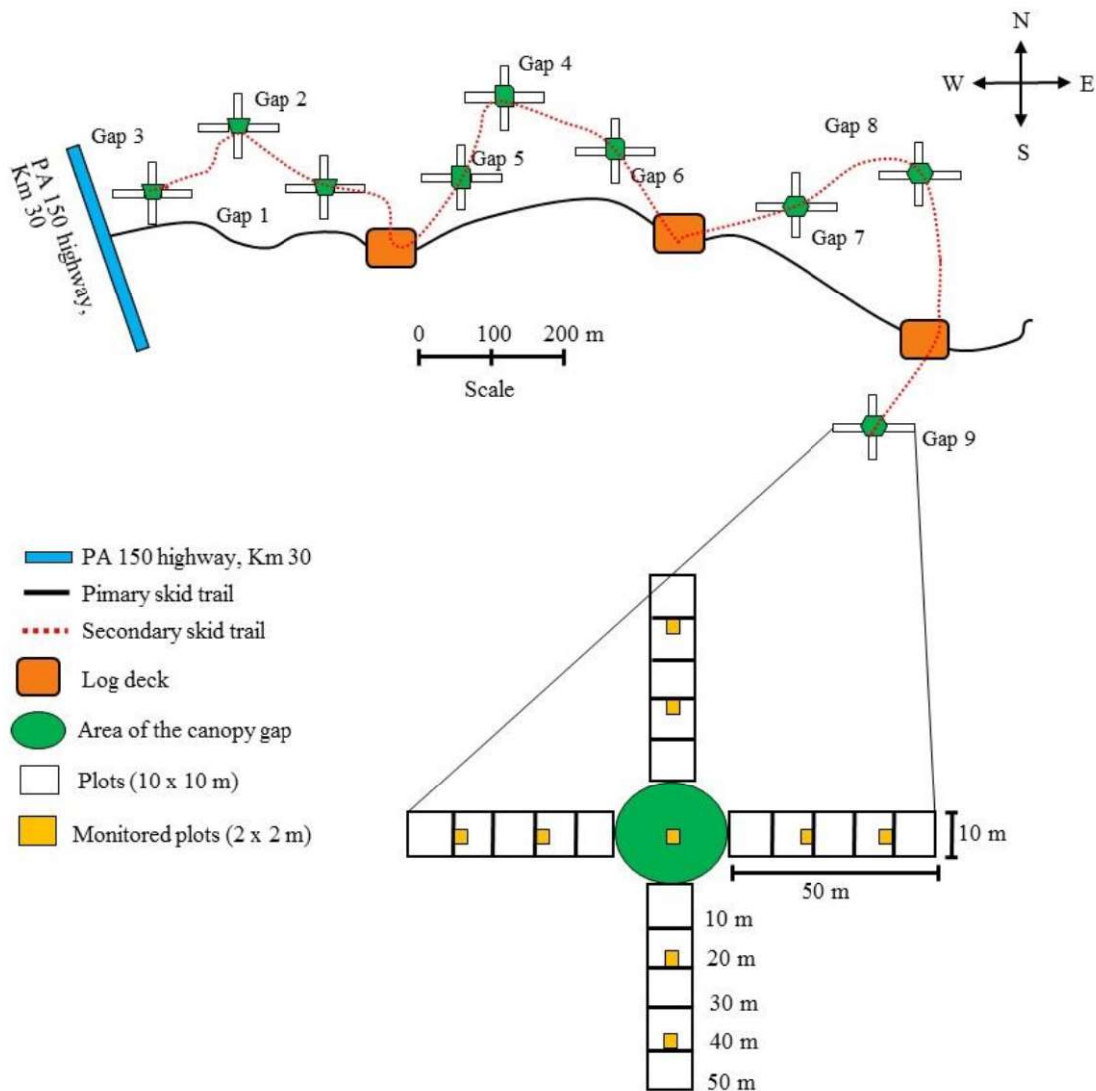 N
Gap 4
W
E
Gap 2
Gap 8
Gap 3
S
Gap 5
Gap 6
PA 150 highway,
Km 30
Gap 1
Gap 7
0 100 200 m
Scale
Gap 9
PA 150 highway, Km 30
Pimary skid trail
Secondary skid trail
Log deck
Area of the canopy gap
Plots (10 x 10 m)
Monitored plots (2 x 2 m)
10 m
50 m
10 m
20 m
30 m
40 m
50 m